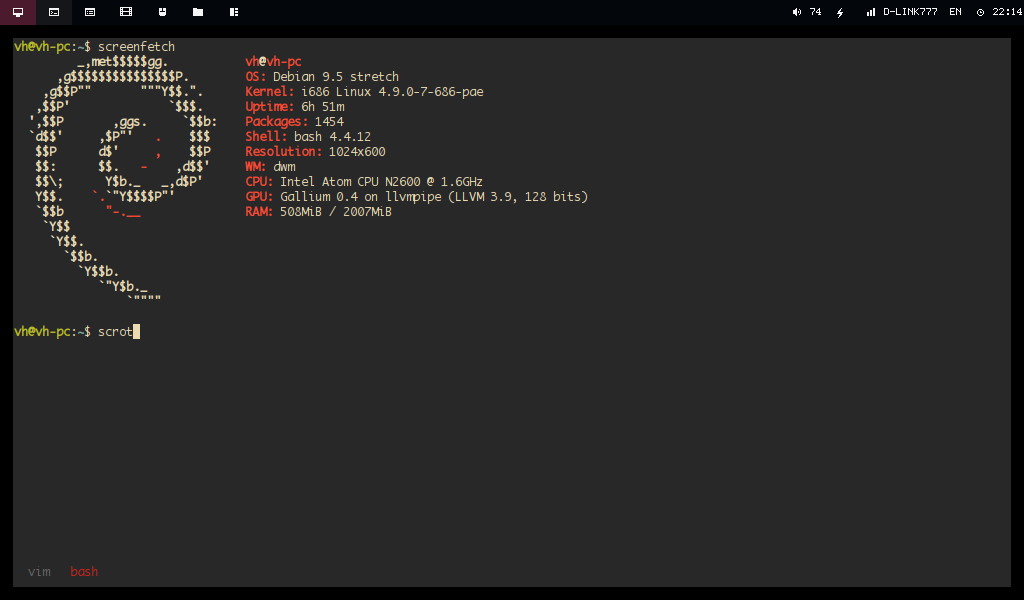 74 D-LINK777 EN 22:14
vh@vh-pc:~$ screenfetch
         _,met$$$$$gg.           vh@vh-pc
      ,g$$$$$$$$$$$$$$$P.        OS: Debian 9.5 stretch
    ,g$$P""       """Y$$.".      Kernel: i686 Linux 4.9.0-7-686-pae
   ,$$P'              `$$$.      Uptime: 6h 51m
  ',$$P       ,ggs.     `$$b:    Packages: 1454
  `d$$'     ,$P"'   .    $$$     Shell: bash 4.4.12
   $$P      d$'     ,    $$P     Resolution: 1024x600
   $$:      $$.   -    ,d$$'     WM: dwm
   $$\;      Y$b._   _,d$P'      CPU: Intel Atom CPU N2600 @ 1.6GHz
   Y$$.    `.`"Y$$$$P"'          GPU: Gallium 0.4 on llvmpipe (LLVM 3.9, 128 bits)
   `$$b      "-.__               RAM: 508MiB / 2007MiB
    `Y$$
     `Y$$.
       `$$b.
         `Y$$b.
            `"Y$b._
                `""""
vh@vh-pc:~$ scrot
vim bash